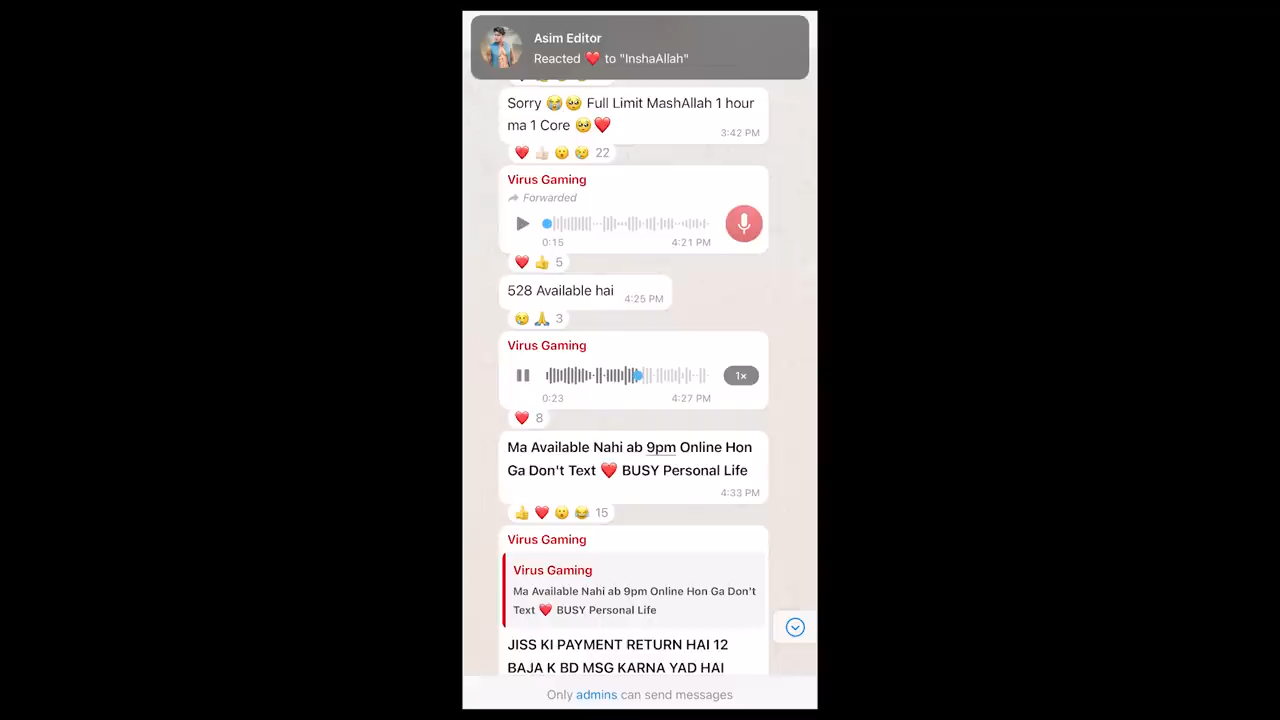 Asim Editor
Reacted ❤️ to "InshaAllah"
Sorry 😭🥺 Full Limit MashAllah 1 hour
ma 1 Core 🥺❤️
3:42 PM
❤️👍🏻😮😢 22
Virus Gaming
Forwarded
0:15 4:21 PM
❤️👍 5
528 Available hai 4:25 PM
😢🙏 3
Virus Gaming
1×
0:23 4:27 PM
❤️ 8
Ma Available Nahi ab 9pm Online Hon
Ga Don't Text ❤️ BUSY Personal Life
4:33 PM
👍❤️😮😂 15
Virus Gaming
Virus Gaming
Ma Available Nahi ab 9pm Online Hon Ga Don't
Text ❤️ BUSY Personal Life
JISS KI PAYMENT RETURN HAI 12
BAJA K BD MSG KARNA YAD HAI
Only admins can send messages